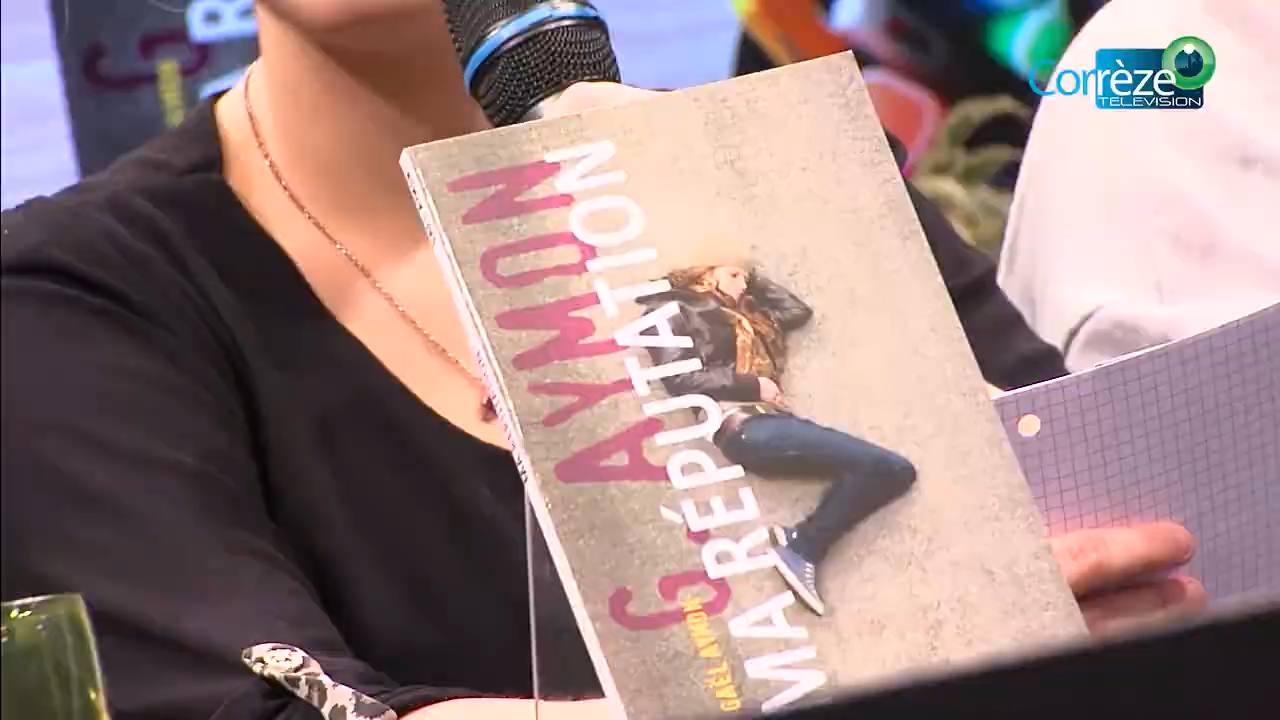 Corrèze
TELEVISION
G. AYMON
MA RÉPUTATION
GAËL AYMON